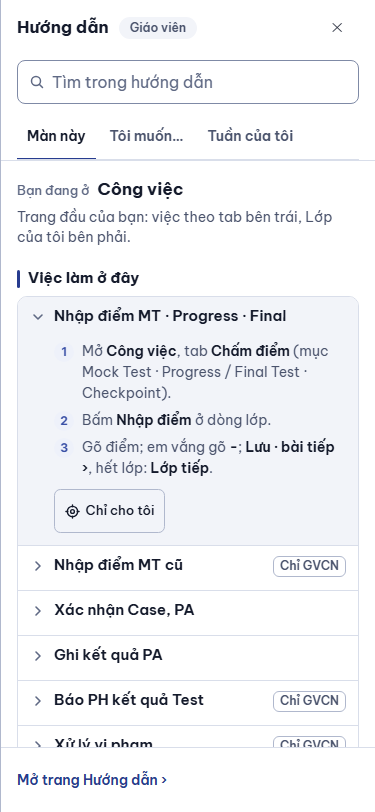 Hướng dẫn Giáo viên
Tìm trong hướng dẫn
Màn này Tôi muốn... Tuần của tôi
Bạn đang ở Công việc
Trang đầu của bạn: việc theo tab bên trái, Lớp
của tôi bên phải.
Việc làm ở đây
Nhập điểm MT · Progress · Final
1 Mở Công việc, tab Chấm điểm (mục
Mock Test · Progress / Final Test ·
Checkpoint).
2 Bấm Nhập điểm ở dòng lớp.
3 Gõ điểm; em vắng gõ -; Lưu · bài tiếp
›, hết lớp: Lớp tiếp.
Chỉ cho tôi
Nhập điểm MT cũ Chỉ GVCN
Xác nhận Case, PA
Ghi kết quả PA
Báo PH kết quả Test Chỉ GVCN
Xử lý vi phạm Chỉ GVCN
Mở trang Hướng dẫn ›